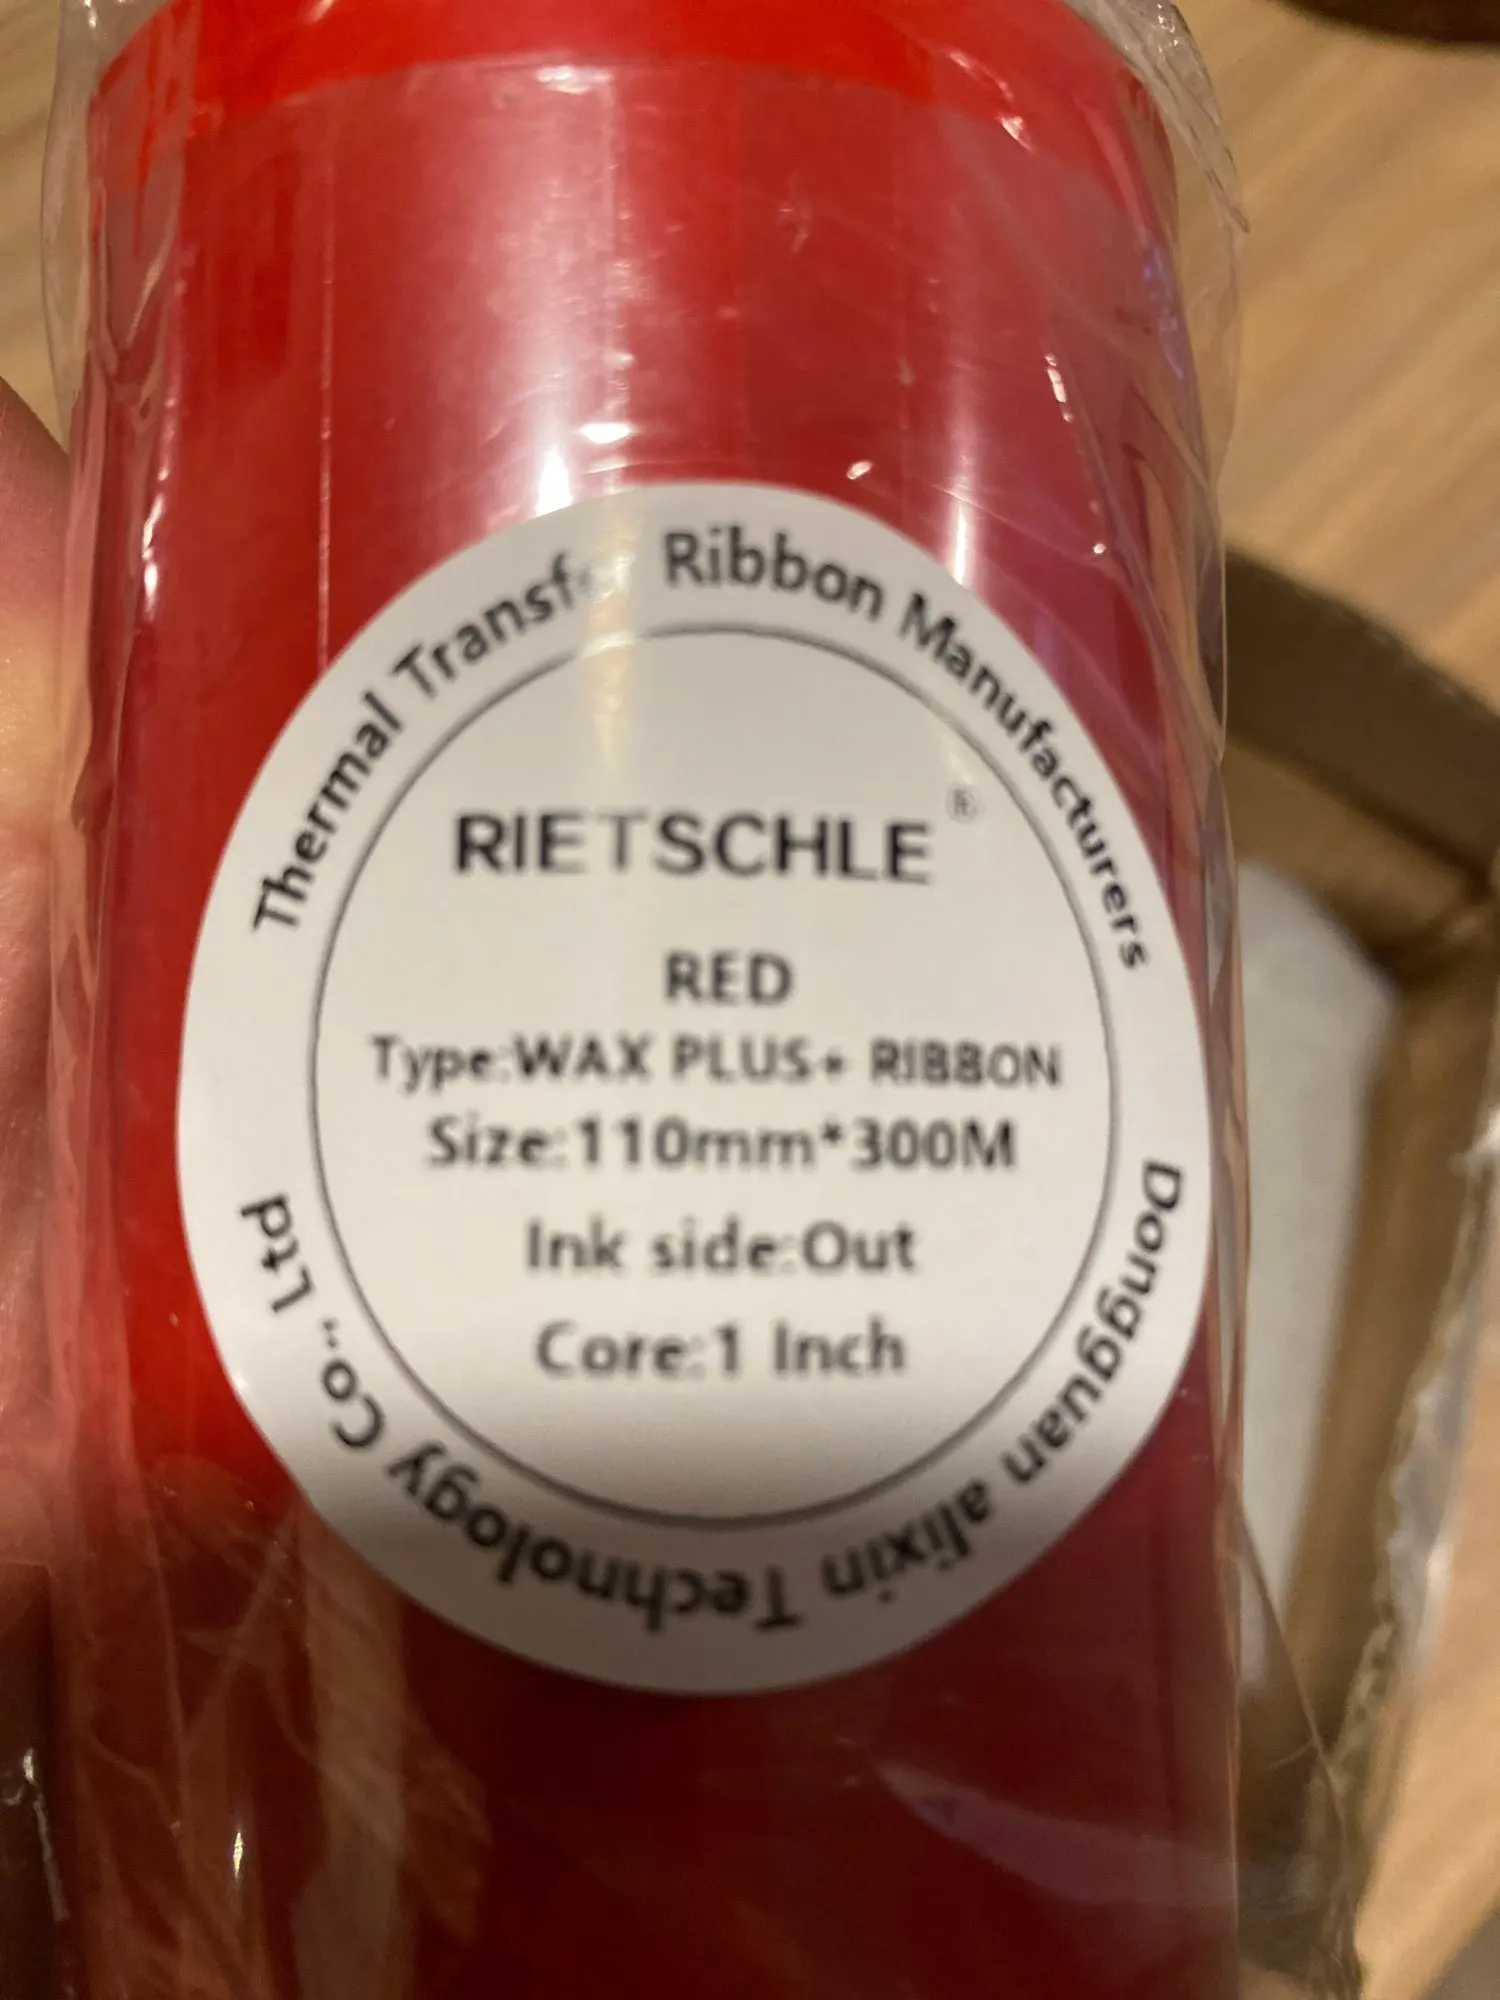 Thermal Transfer Ribbon Manufacturers
RIETSCHLE ®
RED
Type:WAX PLUS+ RIBBON
Size:110mm*300M
Ink side:Out
Core:1 Inch
Dongguan alixin Technology Co., Ltd